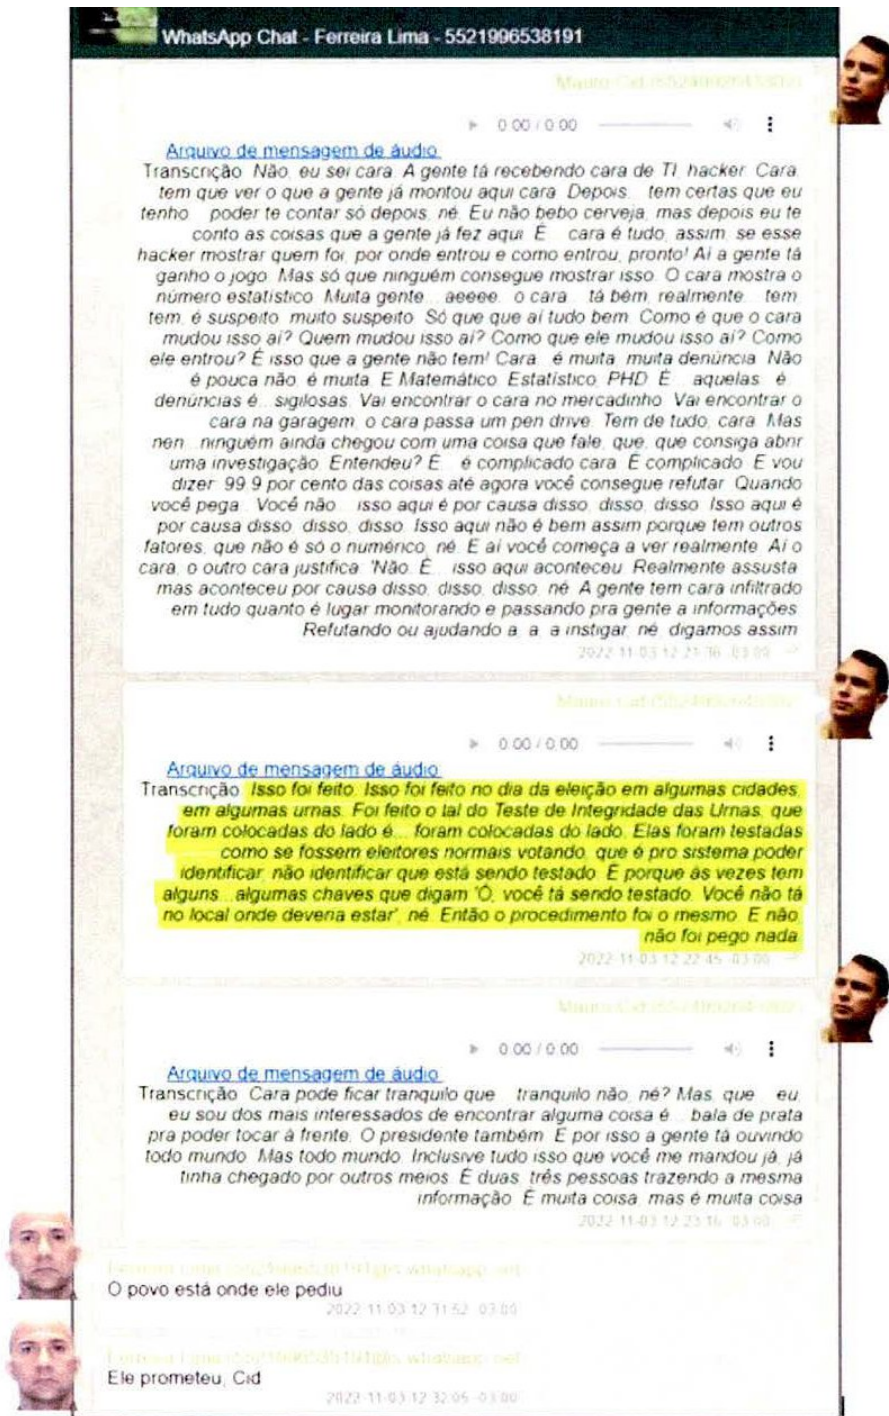 WhatsApp Chat - Ferreira Lima - 5521996538191
Mauro Cid
0:00 / 0:00
Arquivo de mensagem de áudio
Transcrição Não, eu sei cara. A gente tá recebendo cara de TI, hacker. Cara,
tem que ver o que a gente já montou aqui cara. Depois... tem certas que eu
tenho... poder te contar só depois, né. Eu não bebo cerveja, mas depois eu te
conto as coisas que a gente já fez aqui. É... cara é tudo, assim, se esse
hacker mostrar quem foi, por onde entrou e como entrou, pronto! Aí a gente tá
ganho o jogo. Mas só que ninguém consegue mostrar isso. O cara mostra o
número estatístico. Muita gente... aeeee, o cara... tá bem, realmente... tem,
tem, é suspeito, muito suspeito. Só que que aí tudo bem. Como é que o cara
mudou isso aí? Quem mudou isso aí? Como que ele mudou isso aí? Como
ele entrou? É isso que a gente não tem! Cara, é muita, muita denúncia. Não
é pouca não, é muita. E Matemático, Estatístico, PHD. É... aquelas, é...
denúncias é... sigilosas. Vai encontrar o cara no mercadinho. Vai encontrar o
cara na garagem, o cara passa um pen drive. Tem de tudo, cara. Mas
nen... ninguém ainda chegou com uma coisa que fale, que, que consiga abrir
uma investigação. Entendeu? É... é complicado cara. É complicado. E vou
dizer: 99.9 por cento das coisas até agora você consegue refutar. Quando
você pega... Você não... isso aqui é por causa disso, disso, disso. Isso aqui é
por causa disso, disso, disso. Isso aqui não é bem assim porque tem outros
fatores, que não é só o numérico, né. E aí você começa a ver realmente. Aí o
cara, o outro cara justifica. 'Não. É... isso aqui aconteceu. Realmente assusta,
mas aconteceu por causa disso, disso, disso, né. A gente tem cara infiltrado
em tudo quanto é lugar monitorando e passando pra gente a informações.
Refutando ou ajudando a, a, a instigar, né, digamos assim.
2022-11-03 12:21:36 -03:00
Mauro Cid
0:00 / 0:00
Arquivo de mensagem de áudio
Transcrição Isso foi feito. Isso foi feito no dia da eleição em algumas cidades,
em algumas urnas. Foi feito o tal do Teste de Integridade das Urnas, que
foram colocadas do lado é... foram colocadas do lado. Elas foram testadas
como se fossem eleitores normais votando, que é pro sistema poder
identificar, não identificar que está sendo testado. E porque às vezes tem
alguns... algumas chaves que digam 'Ó, você tá sendo testado. Você não tá
no local onde deveria estar', né. Então o procedimento foi o mesmo. E não,
não foi pego nada.
2022-11-03 12:22:45 -03:00
Mauro Cid
0:00 / 0:00
Arquivo de mensagem de áudio
Transcrição Cara pode ficar tranquilo que... tranquilo não, né? Mas, que... eu,
eu sou dos mais interessados de encontrar alguma coisa é... bala de prata
pra poder tocar à frente. O presidente também. E por isso a gente tá ouvindo
todo mundo. Mas todo mundo. Inclusive tudo isso que você me mandou já, já
tinha chegado por outros meios. É duas, três pessoas trazendo a mesma
informação. É muita coisa, mas é muita coisa.
2022-11-03 12:23:16 -03:00
O povo está onde ele pediu
2022-11-03 12:31:52 -03:00
Ele prometeu, Cid
2022-11-03 12:32:05 -03:00